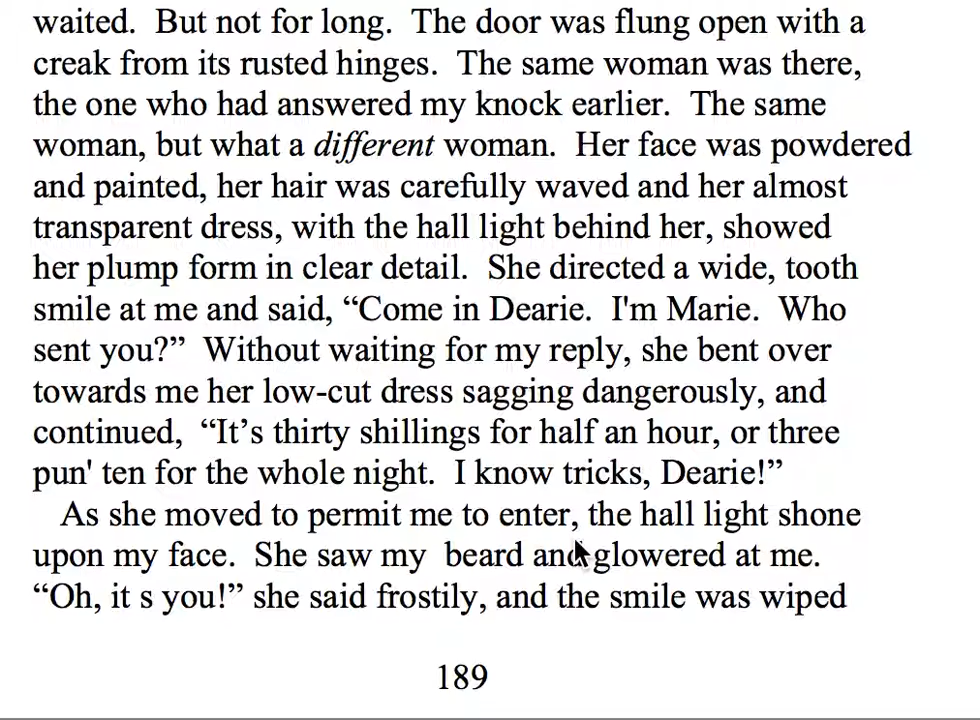 waited.  But not for long.  The door was flung open with a
creak from its rusted hinges.  The same woman was there,
the one who had answered my knock earlier.  The same
woman, but what a different woman.  Her face was powdered
and painted, her hair was carefully waved and her almost
transparent dress, with the hall light behind her, showed
her plump form in clear detail.  She directed a wide, tooth
smile at me and said, “Come in Dearie.  I'm Marie.  Who
sent you?”  Without waiting for my reply, she bent over
towards me her low-cut dress sagging dangerously, and
continued,  “It’s thirty shillings for half an hour, or three
pun' ten for the whole night.  I know tricks, Dearie!”
As she moved to permit me to enter, the hall light shone
upon my face.  She saw my  beard and glowered at me.
“Oh, it s you!” she said frostily, and the smile was wiped
189